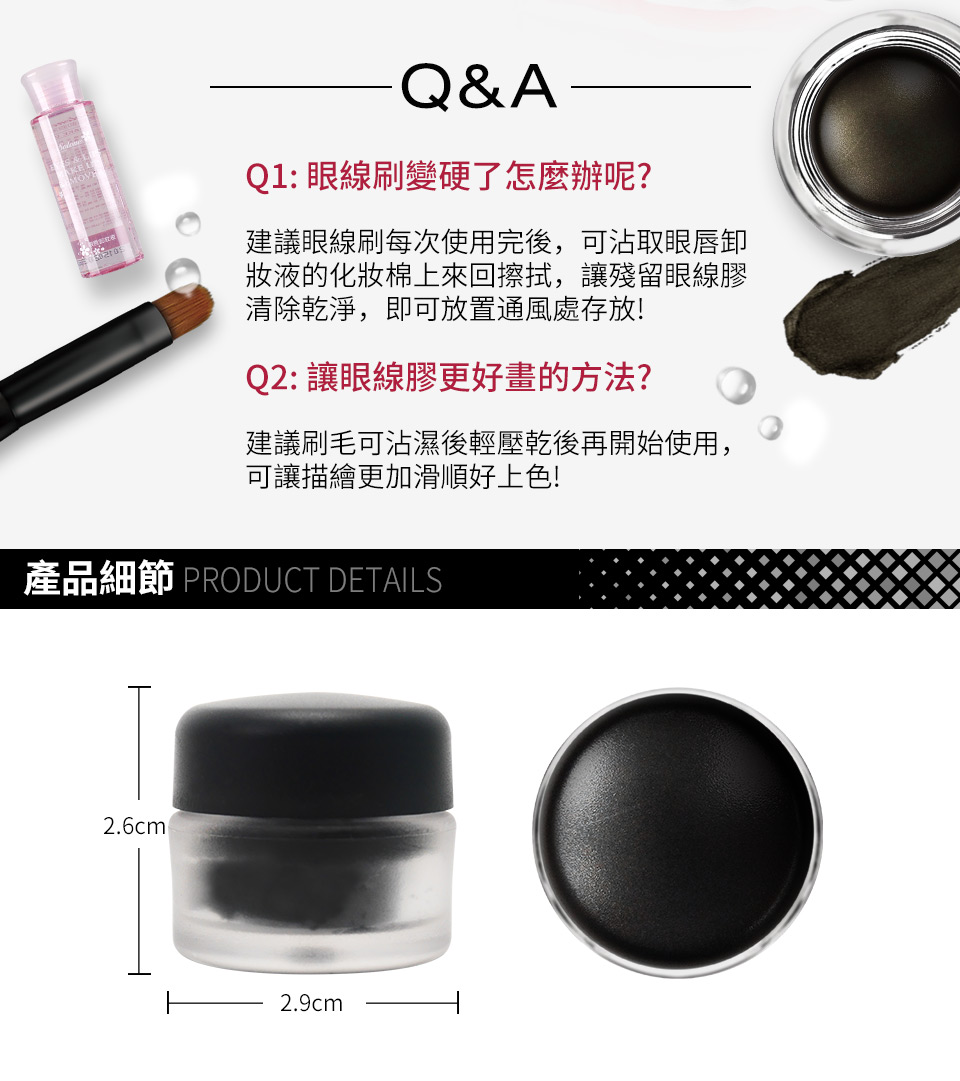 Q&A
Q1: 眼線刷變硬了怎麼辦呢?
建議眼線刷每次使用完後，可沾取眼唇卸
妝液的化妝棉上來回擦拭，讓殘留眼線膠
清除乾淨，即可放置通風處存放!
Q2: 讓眼線膠更好畫的方法?
建議刷毛可沾濕後輕壓乾後再開始使用，
可讓描繪更加滑順好上色!
產品細節 PRODUCT DETAILS
2.6cm
2.9cm